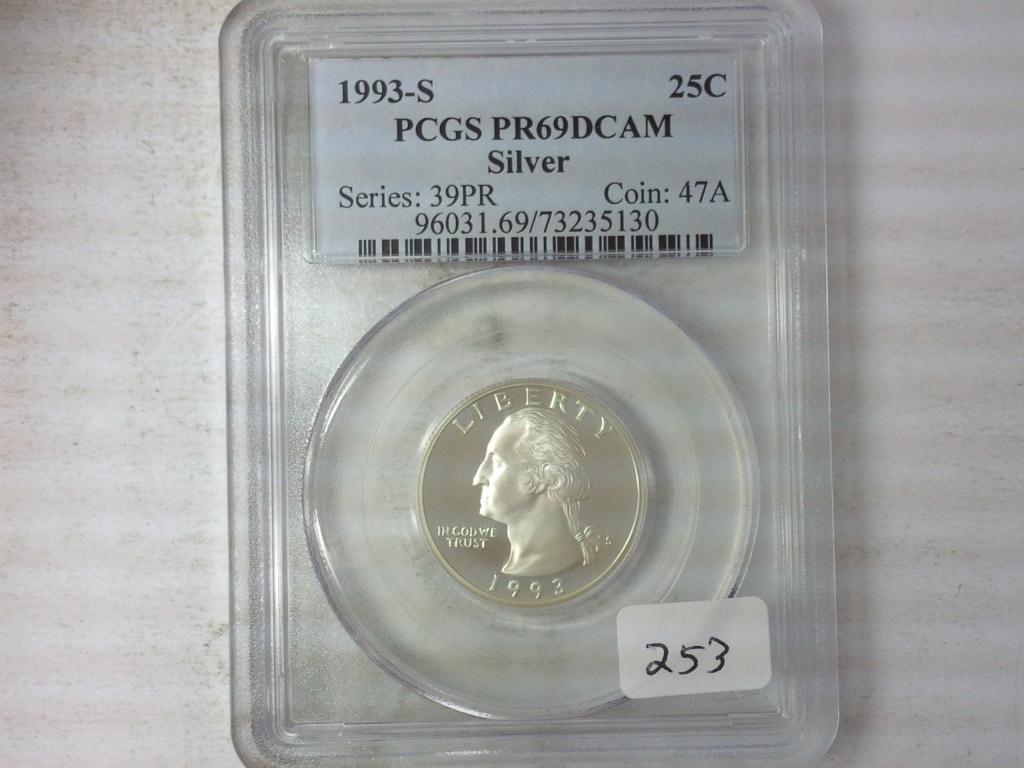 1993-S 25C
PCGS PR69DCAM
Silver
Series: 39PR Coin: 47A
96031.69/73235130
LIBERTY
IN GOD WE
TRUST
S
1993
253